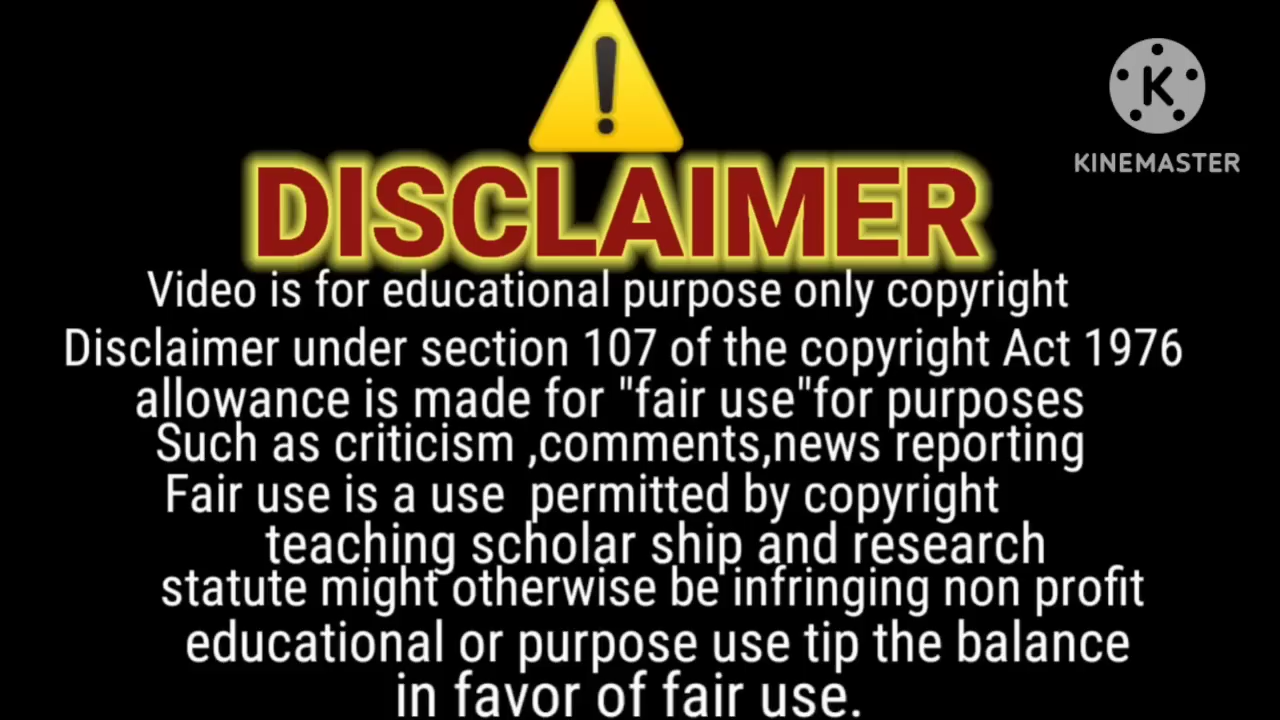 K
KINEMASTER
DISCLAIMER
Video is for educational purpose only copyright
Disclaimer under section 107 of the copyright Act 1976
allowance is made for "fair use"for purposes
Such as criticism ,comments,news reporting
Fair use is a use permitted by copyright
teaching scholar ship and research
statute might otherwise be infringing non profit
educational or purpose use tip the balance
in favor of fair use.